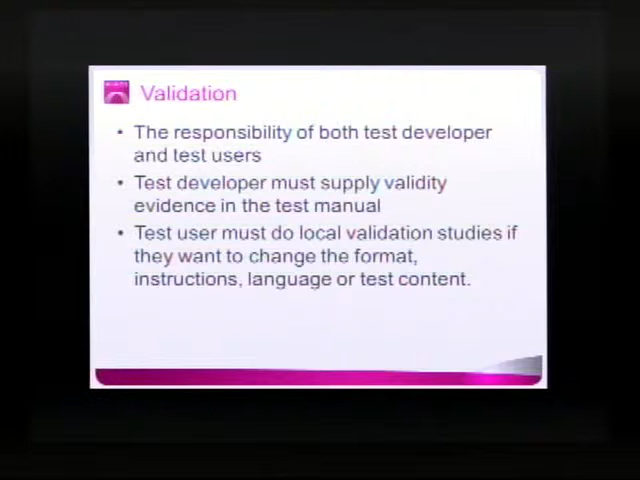 Validation
• The responsibility of both test developer
and test users
• Test developer must supply validity
evidence in the test manual
• Test user must do local validation studies if
they want to change the format,
instructions, language or test content.